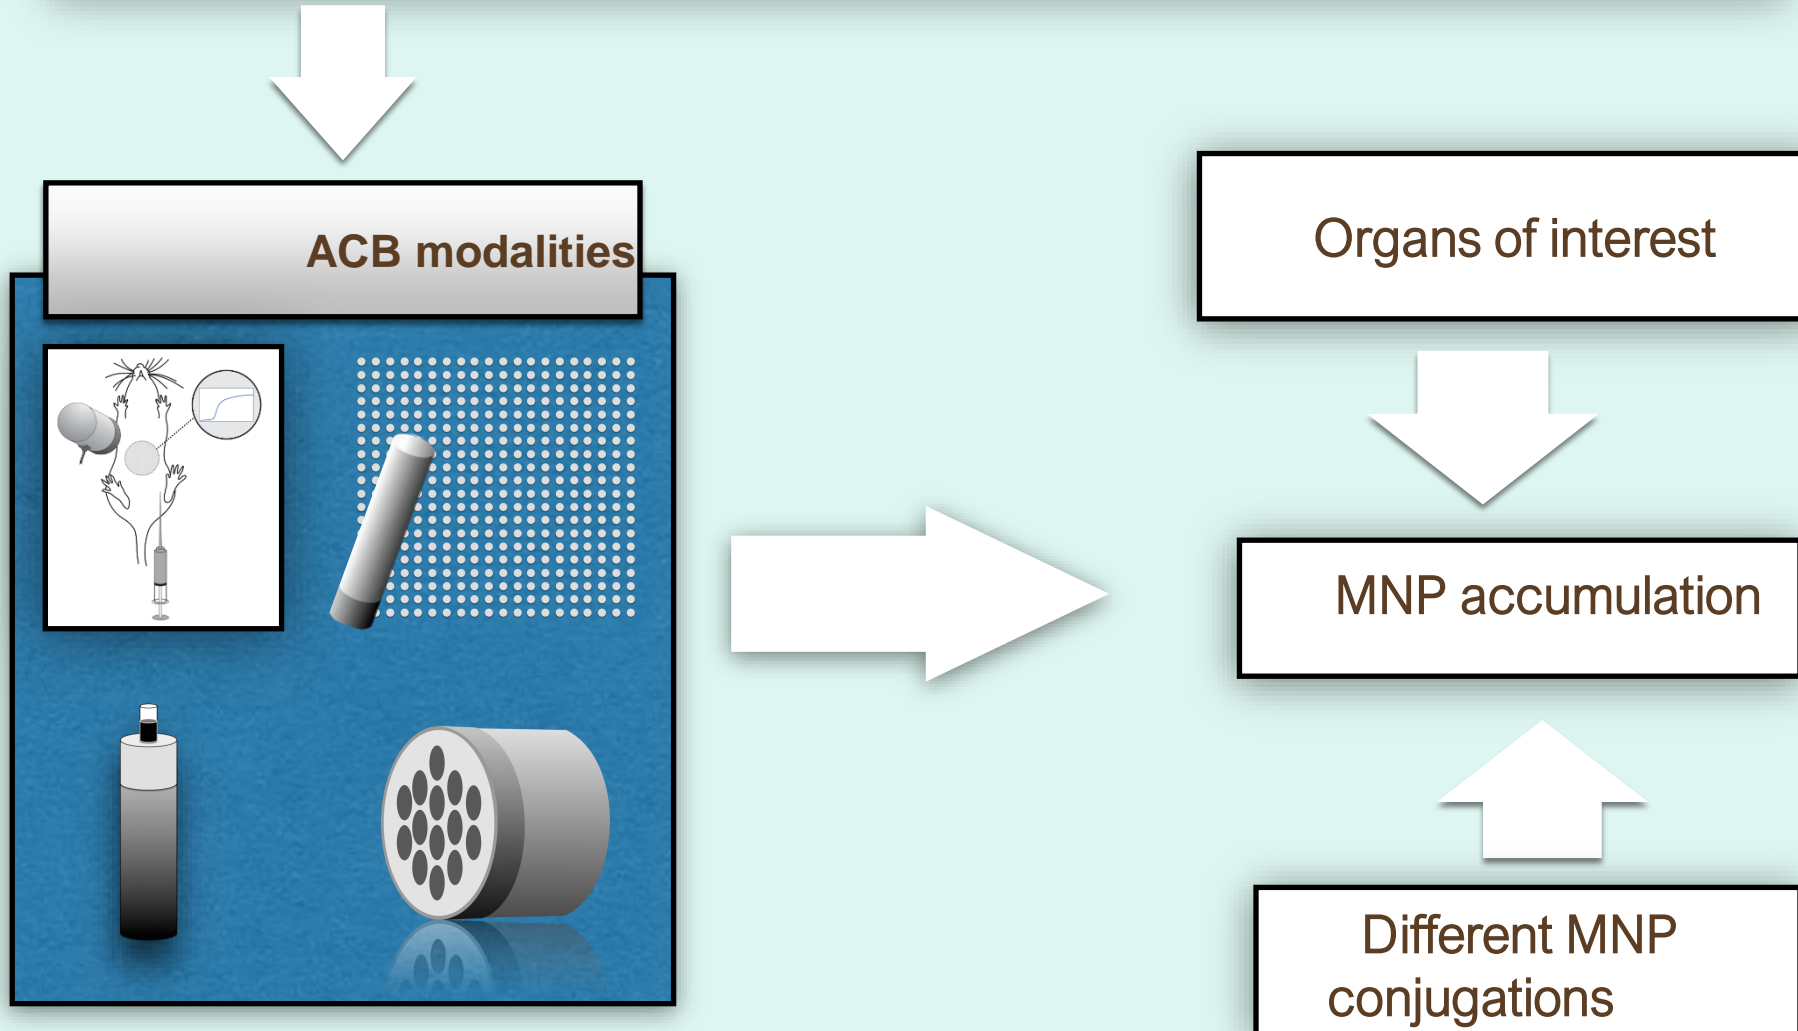 ACB modalities
Organs of interest
MNP accumulation
Different MNP
conjugations